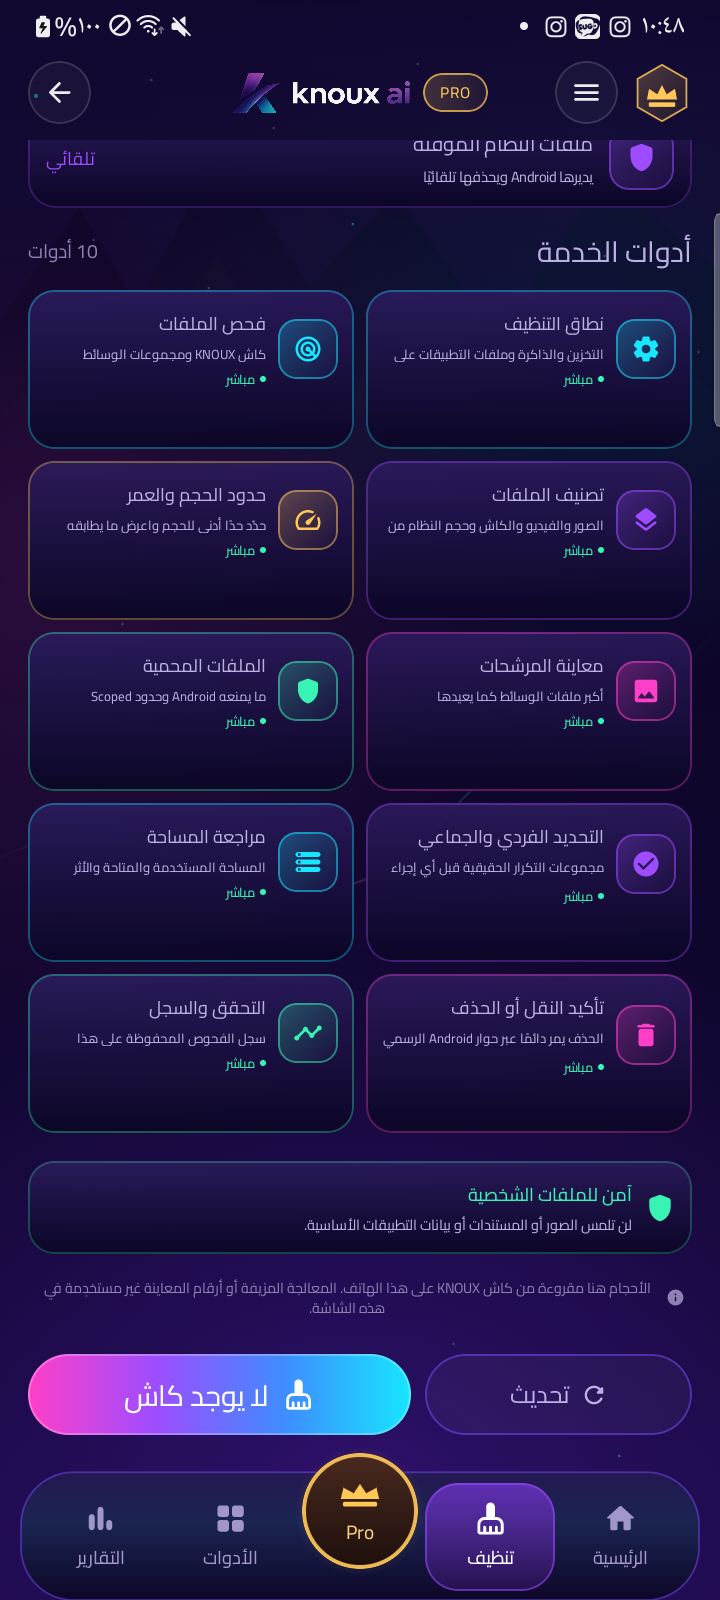 ١٠:٤٨
%١٠٠
knoux ai
PRO
ملفات النظام المؤقتة
يديرها Android ويحذفها تلقائيًا
تلقائي
أدوات الخدمة
10 أدوات
نطاق التنظيف
التخزين والذاكرة وملفات التطبيقات على
مباشر
فحص الملفات
كاش KNOUX ومجموعات الوسائط
مباشر
تصنيف الملفات
الصور والفيديو والكاش وحجم النظام من
مباشر
حدود الحجم والعمر
حدّد حدًا أدنى للحجم واعرض ما يطابقه
مباشر
معاينة المرشحات
أكبر ملفات الوسائط كما يعيدها
مباشر
الملفات المحمية
ما يمنعه Android وحدود Scoped
مباشر
التحديد الفردي والجماعي
مجموعات التكرار الحقيقية قبل أي إجراء
مباشر
مراجعة المساحة
المساحة المستخدمة والمتاحة والأثر
مباشر
تأكيد النقل أو الحذف
الحذف يمر دائمًا عبر حوار Android الرسمي
مباشر
التحقق والسجل
سجل الفحوص المحفوظة على هذا
مباشر
آمن للملفات الشخصية
لن تلمس الصور أو المستندات أو بيانات التطبيقات الأساسية.
الأحجام هنا مقروءة من كاش KNOUX على هذا الهاتف. المعالجة المزيفة أو أرقام المعاينة غير مستخدمة في
هذه الشاشة.
تحديث
لا يوجد كاش
الرئيسية
تنظيف
Pro
الأدوات
التقارير